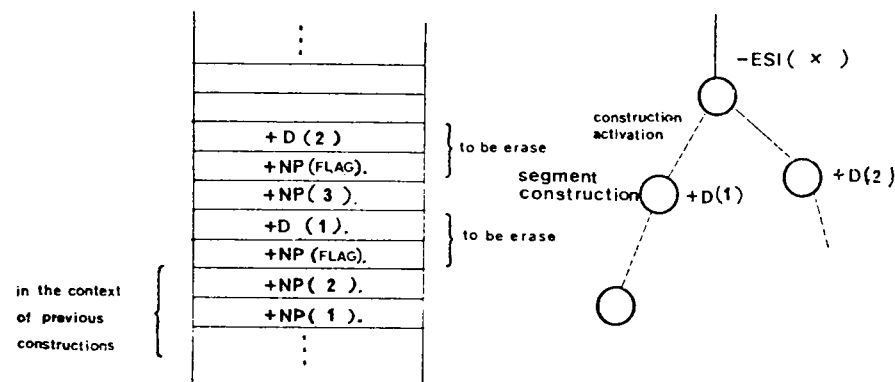 + D ( 2 )
+ NP (FLAG).
+NP( 3 ).
+D ( 1 ).
+NP (FLAG).
+NP( 2 ).
+NP( 1 ).
to be erase
to be erase
in the context
of previous
constructions
-ESI ( × )
construction
activation
segment
construction
+D(1)
+D(2)